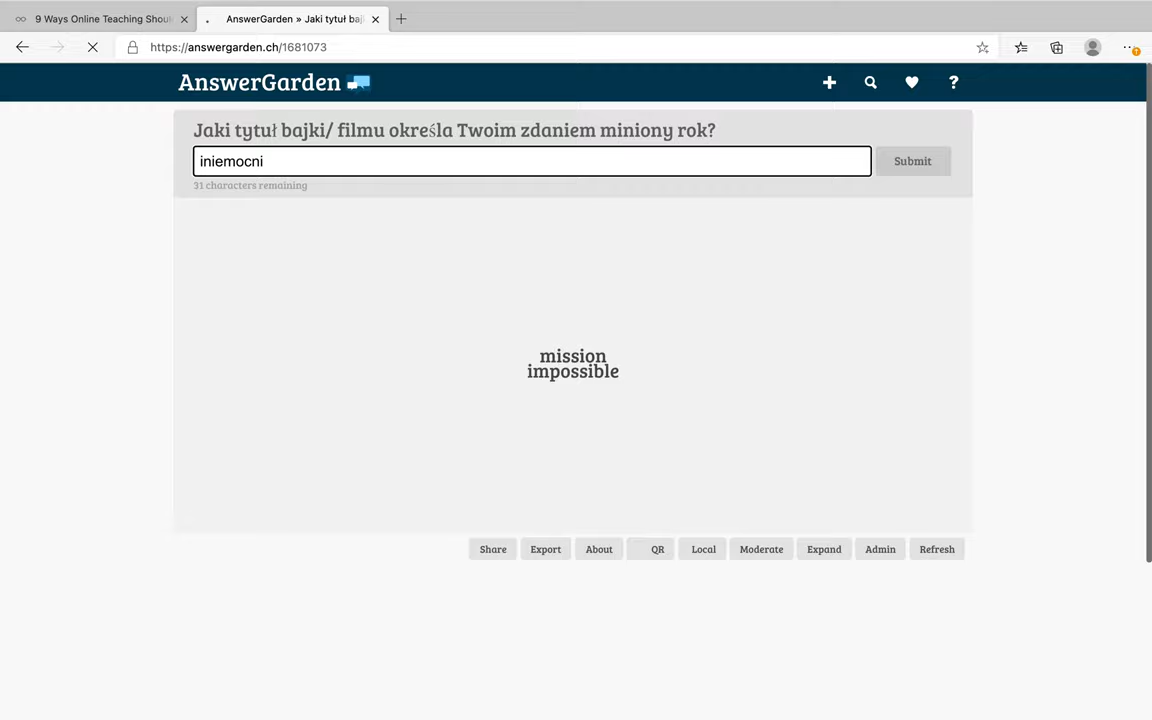 9 Ways Online Teaching Shoul
AnswerGarden » Jaki tytuł baj
https://answergarden.ch/1681073
AnswerGarden
Jaki tytuł bajki/ filmu określa Twoim zdaniem miniony rok?
iniemocni
Submit
31 characters remaining
mission
impossible
Share Export About QR Local Moderate Expand Admin Refresh